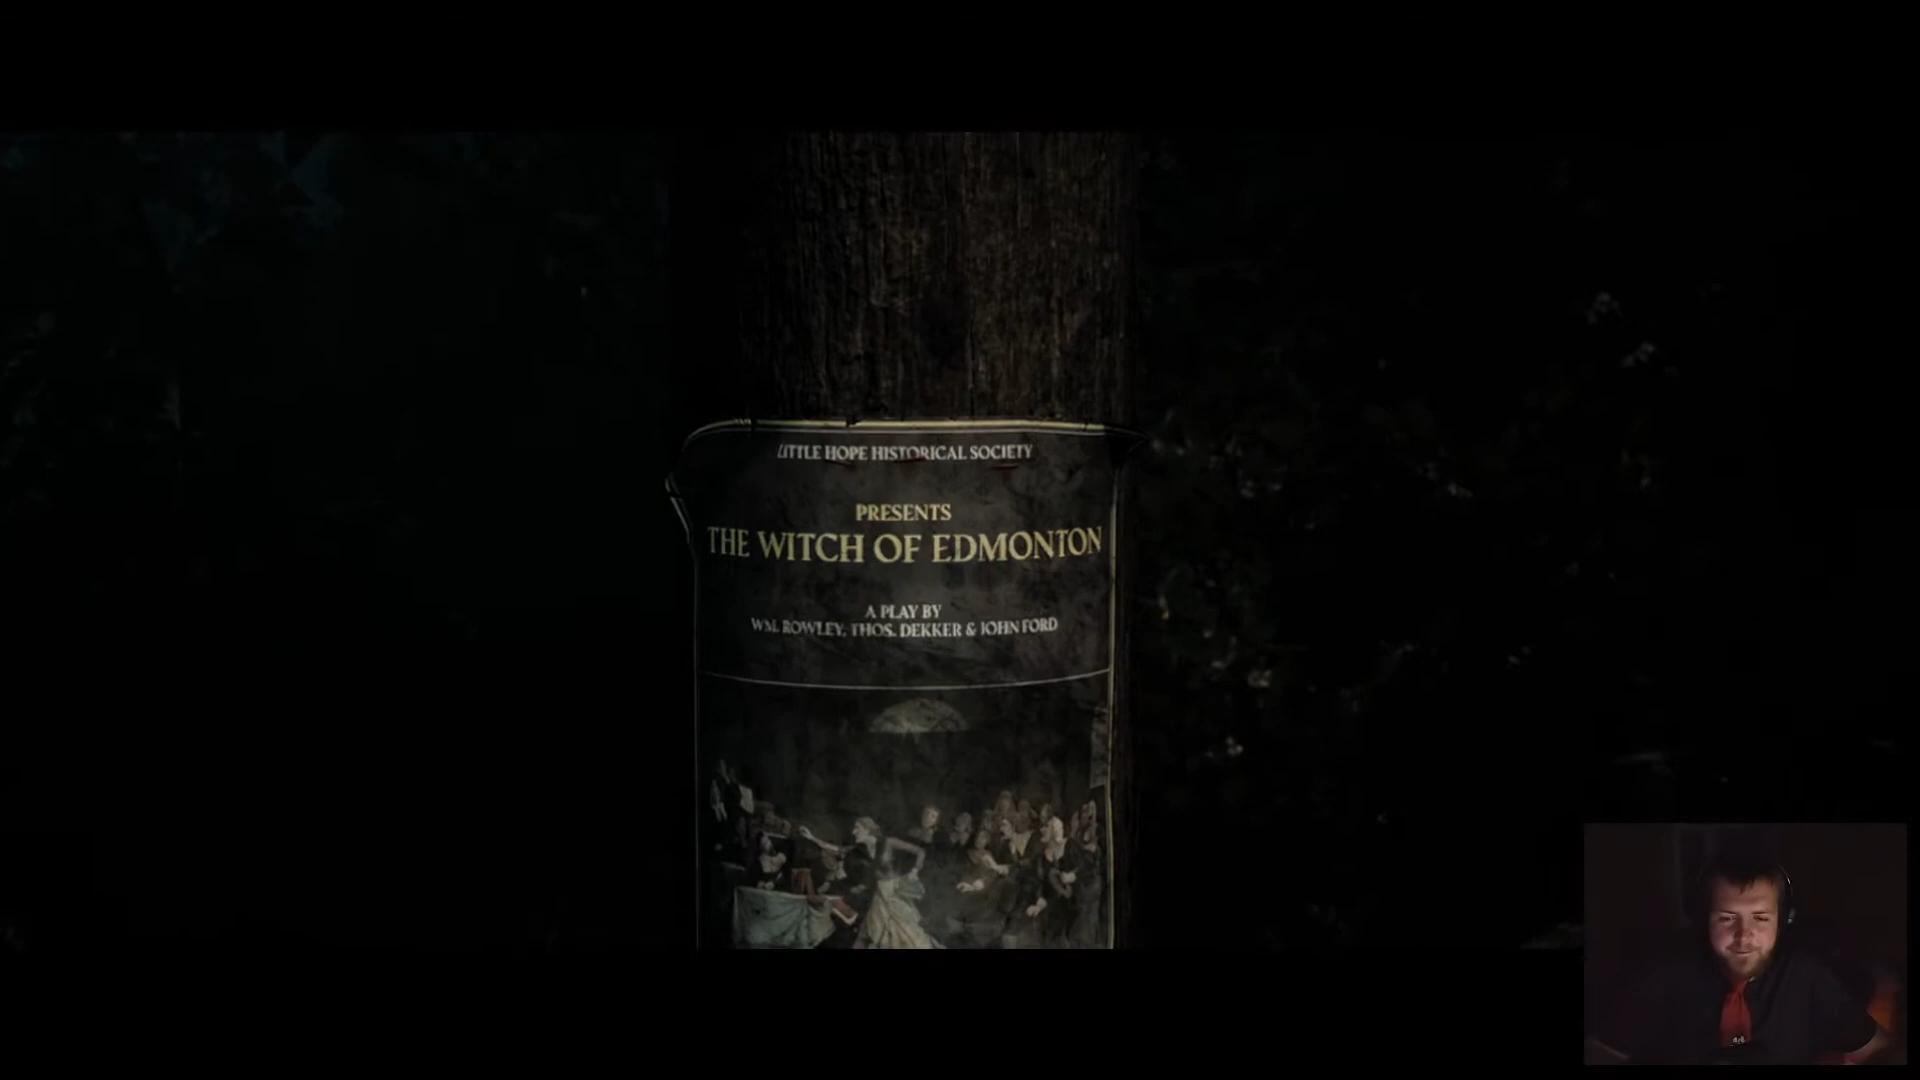 LITTLE HOPE HISTORICAL SOCIETY
PRESENTS
THE WITCH OF EDMONTON
A PLAY BY
WM. ROWLEY, THOS. DEKKER & JOHN FORD